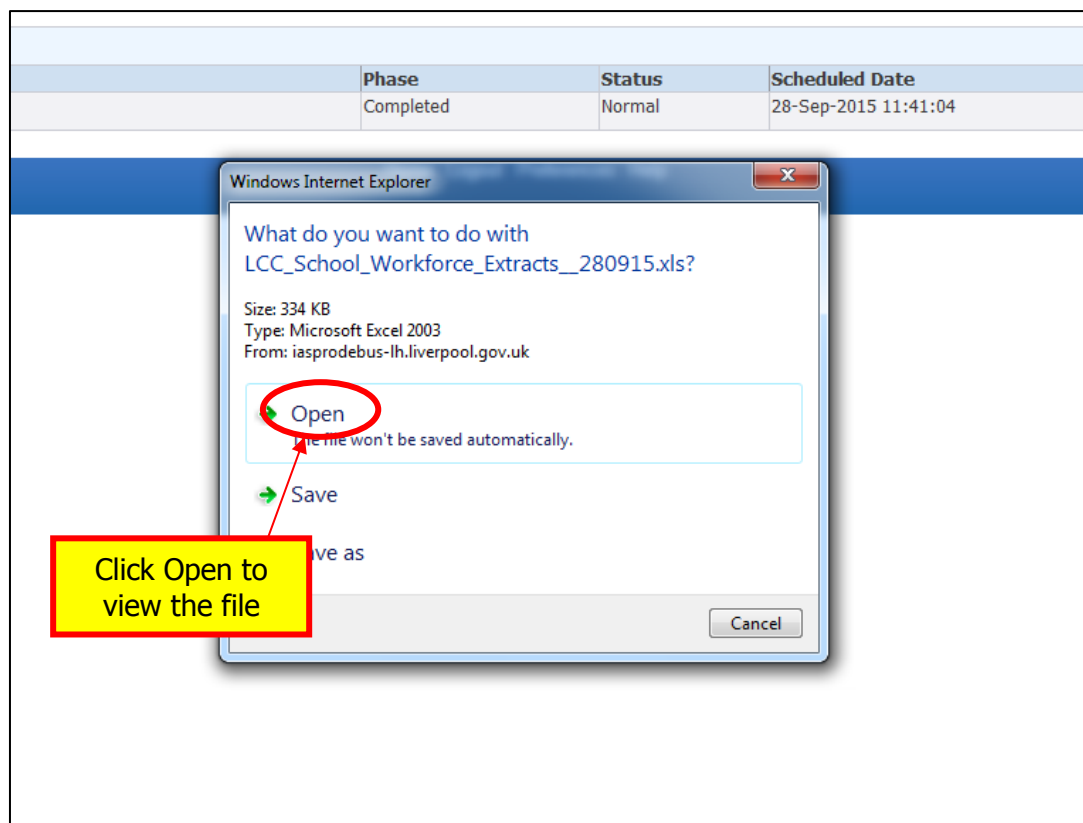 Phase Status Scheduled Date
Completed Normal 28-Sep-2015 11:41:04
Windows Internet Explorer
x
What do you want to do with
LCC_School_Workforce_Extracts__280915.xls?
Size: 334 KB
Type: Microsoft Excel 2003
From: iasprodebus-lh.liverpool.gov.uk
Open
The file won't be saved automatically.
Save
Save as
Click Open to
view the file
Cancel